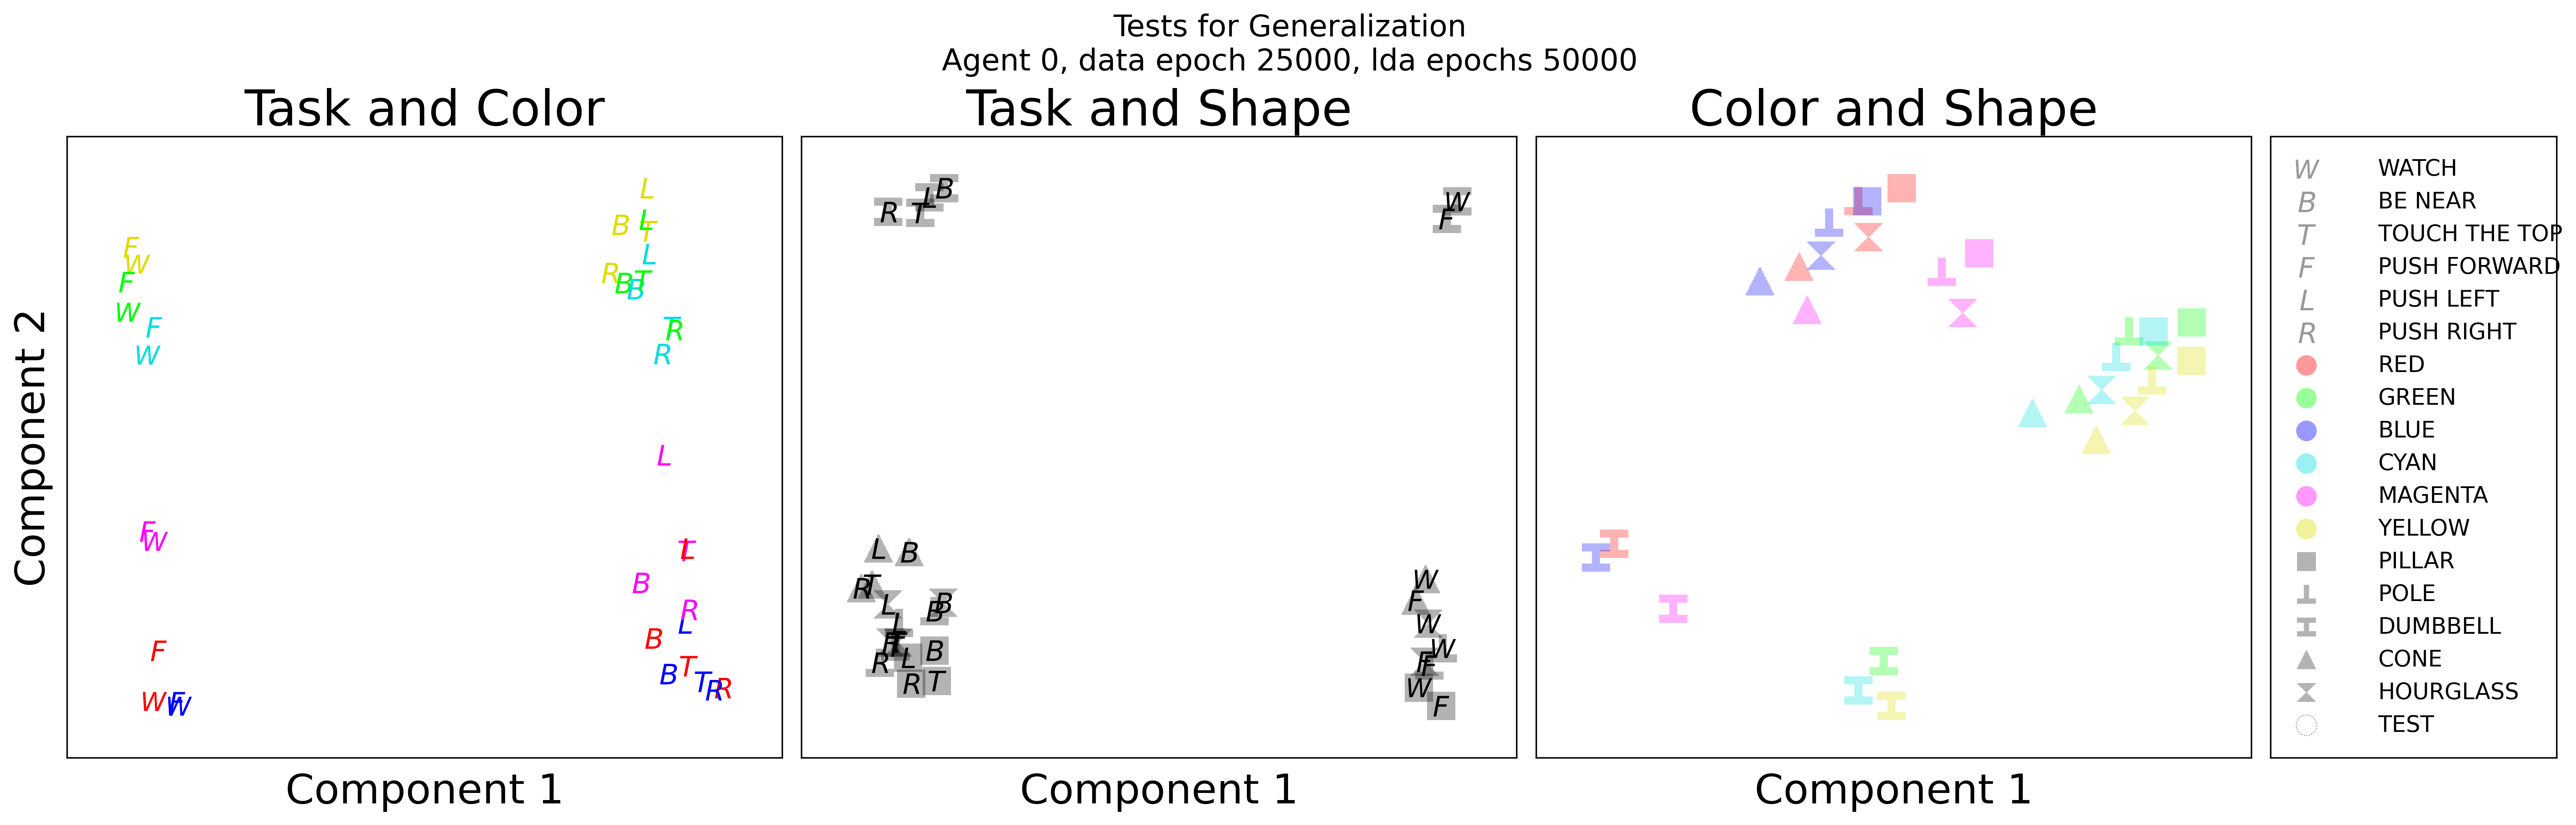 Tests for Generalization
Agent 0, data epoch 25000, lda epochs 50000
Task and Color
Task and Shape
Color and Shape
Component 2
Component 1
Component 1
Component 1
L
B L T
L
R B T B
T R
R
F
W
F
W
F
W
L
F
W
T L
B
R
L
B
F
T
B T R R
W F W
B
L
R T
W
F
L B
R T
L B
B
L
R T
B
R L
R T
W
F
W
W
F
F
W
F
W WATCH
B BE NEAR
T TOUCH THE TOP
F PUSH FORWARD
L PUSH LEFT
R PUSH RIGHT
RED
GREEN
BLUE
CYAN
MAGENTA
YELLOW
PILLAR
POLE
DUMBBELL
CONE
HOURGLASS
TEST